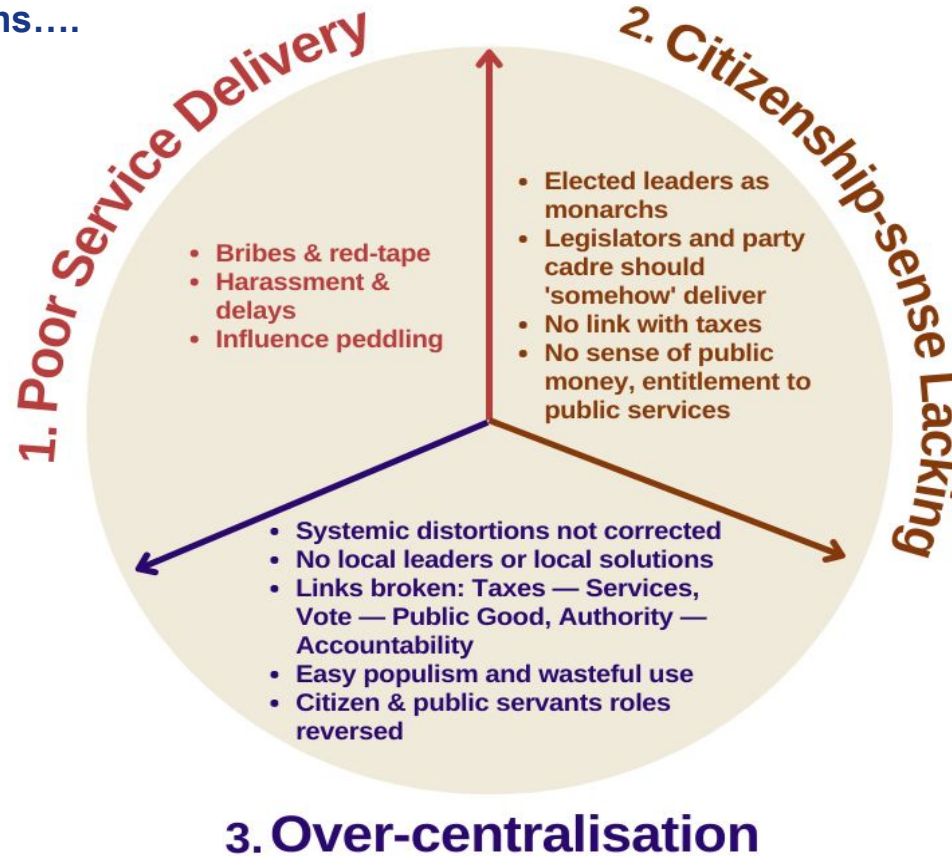 ns….
1. Poor Service Delivery
• Bribes & red-tape
• Harassment &
delays
• Influence peddling
2. Citizenship-sense Lacking
• Elected leaders as
monarchs
• Legislators and party
cadre should
'somehow' deliver
• No link with taxes
• No sense of public
money, entitlement to
public services
• Systemic distortions not corrected
• No local leaders or local solutions
• Links broken: Taxes — Services,
Vote — Public Good, Authority —
Accountability
• Easy populism and wasteful use
• Citizen & public servants roles
reversed
3. Over-centralisation